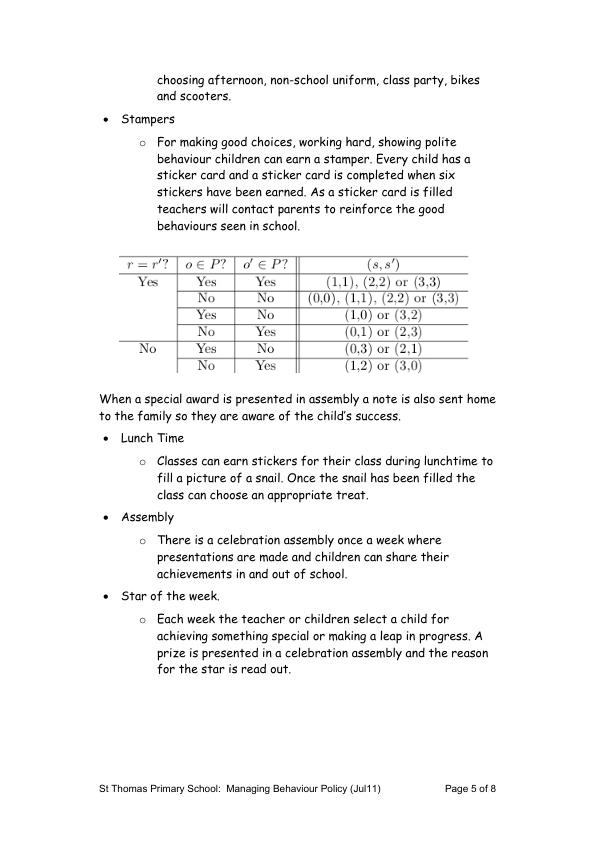 choosing afternoon, non-school uniform, class party, bikes
and scooters.
• Stampers
o For making good choices, working hard, showing polite
behaviour children can earn a stamper. Every child has a
sticker card and a sticker card is completed when six
stickers have been earned. As a sticker card is filled
teachers will contact parents to reinforce the good
behaviours seen in school.
r = r′? o ∈ P? o′ ∈ P? (s, s′)
Yes Yes Yes (1,1), (2,2) or (3,3)
No No (0,0), (1,1), (2,2) or (3,3)
Yes No (1,0) or (3,2)
No Yes (0,1) or (2,3)
No Yes No (0,3) or (2,1)
No Yes (1,2) or (3,0)
When a special award is presented in assembly a note is also sent home
to the family so they are aware of the child's success.
• Lunch Time
o Classes can earn stickers for their class during lunchtime to
fill a picture of a snail. Once the snail has been filled the
class can choose an appropriate treat.
• Assembly
o There is a celebration assembly once a week where
presentations are made and children can share their
achievements in and out of school.
• Star of the week.
o Each week the teacher or children select a child for
achieving something special or making a leap in progress. A
prize is presented in a celebration assembly and the reason
for the star is read out.
St Thomas Primary School: Managing Behaviour Policy (Jul11) Page 5 of 8